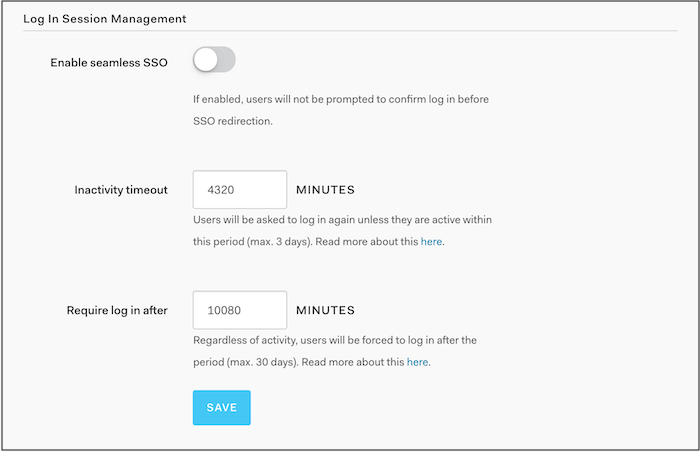 Log In Session Management
Enable seamless SSO
If enabled, users will not be prompted to confirm log in before
SSO redirection.
Inactivity timeout 4320 MINUTES
Users will be asked to log in again unless they are active within
this period (max. 3 days). Read more about this here.
Require log in after 10080 MINUTES
Regardless of activity, users will be forced to log in after the
period (max. 30 days). Read more about this here.
SAVE